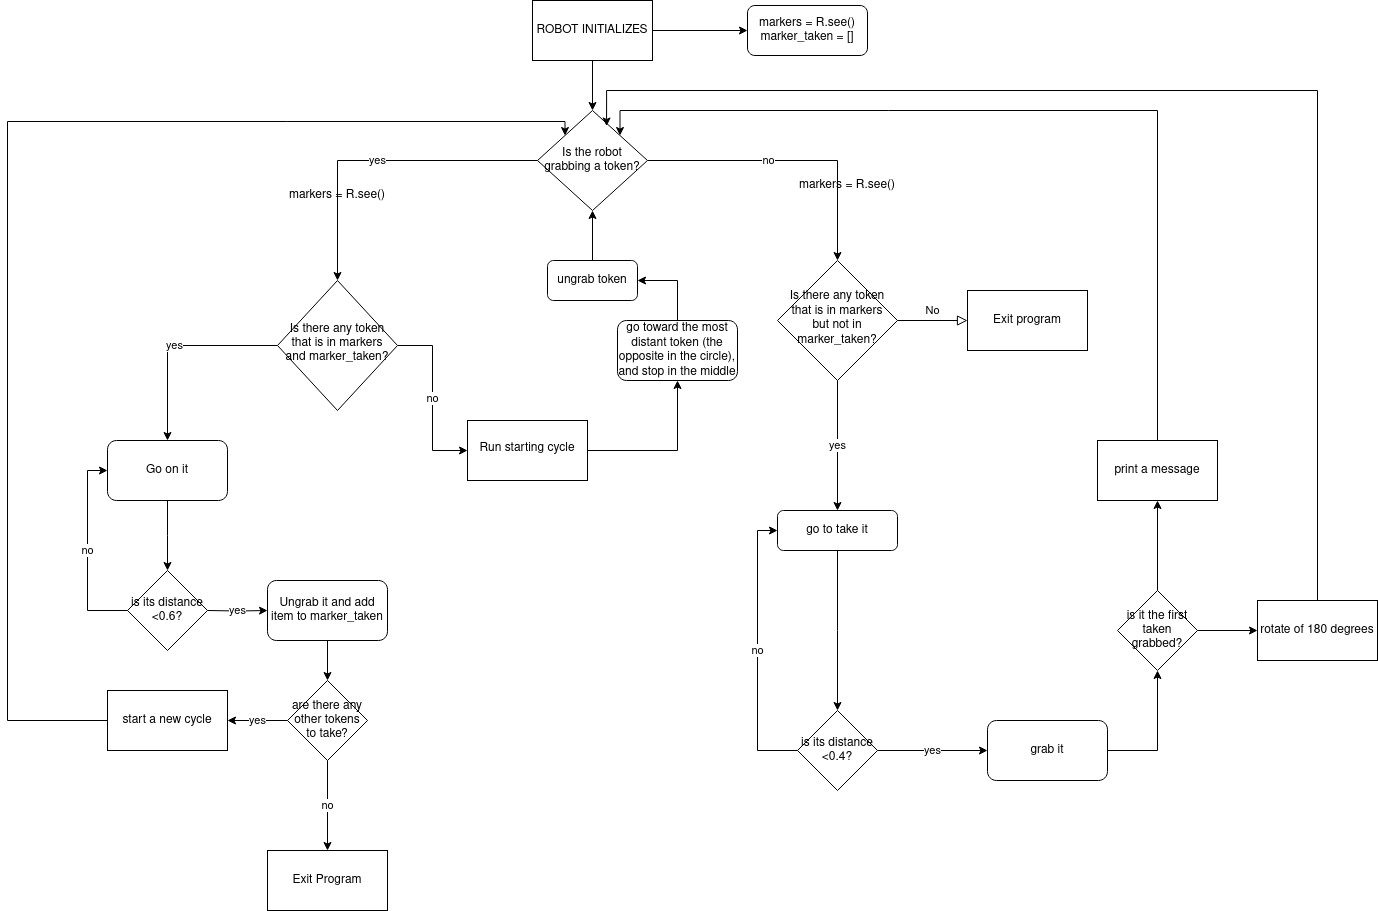 ROBOT INITIALIZES
markers = R.see()
marker_taken = []
Is the robot
grabbing a token?
yes
no
markers = R.see()
markers = R.see()
ungrab token
Is there any token
that is in markers
but not in
marker_taken?
No
Exit program
Is there any token
that is in markers
and marker_taken?
go toward the most
distant token (the
opposite in the circle),
and stop in the middle
yes
no
Run starting cycle
yes
Go on it
print a message
go to take it
no
is its distance
<0.6?
yes
Ungrab it and add
item to marker_taken
is it the first
taken
grabbed?
rotate of 180 degrees
no
start a new cycle
yes
are there any
other tokens
to take?
is its distance
<0.4?
yes
grab it
no
Exit Program